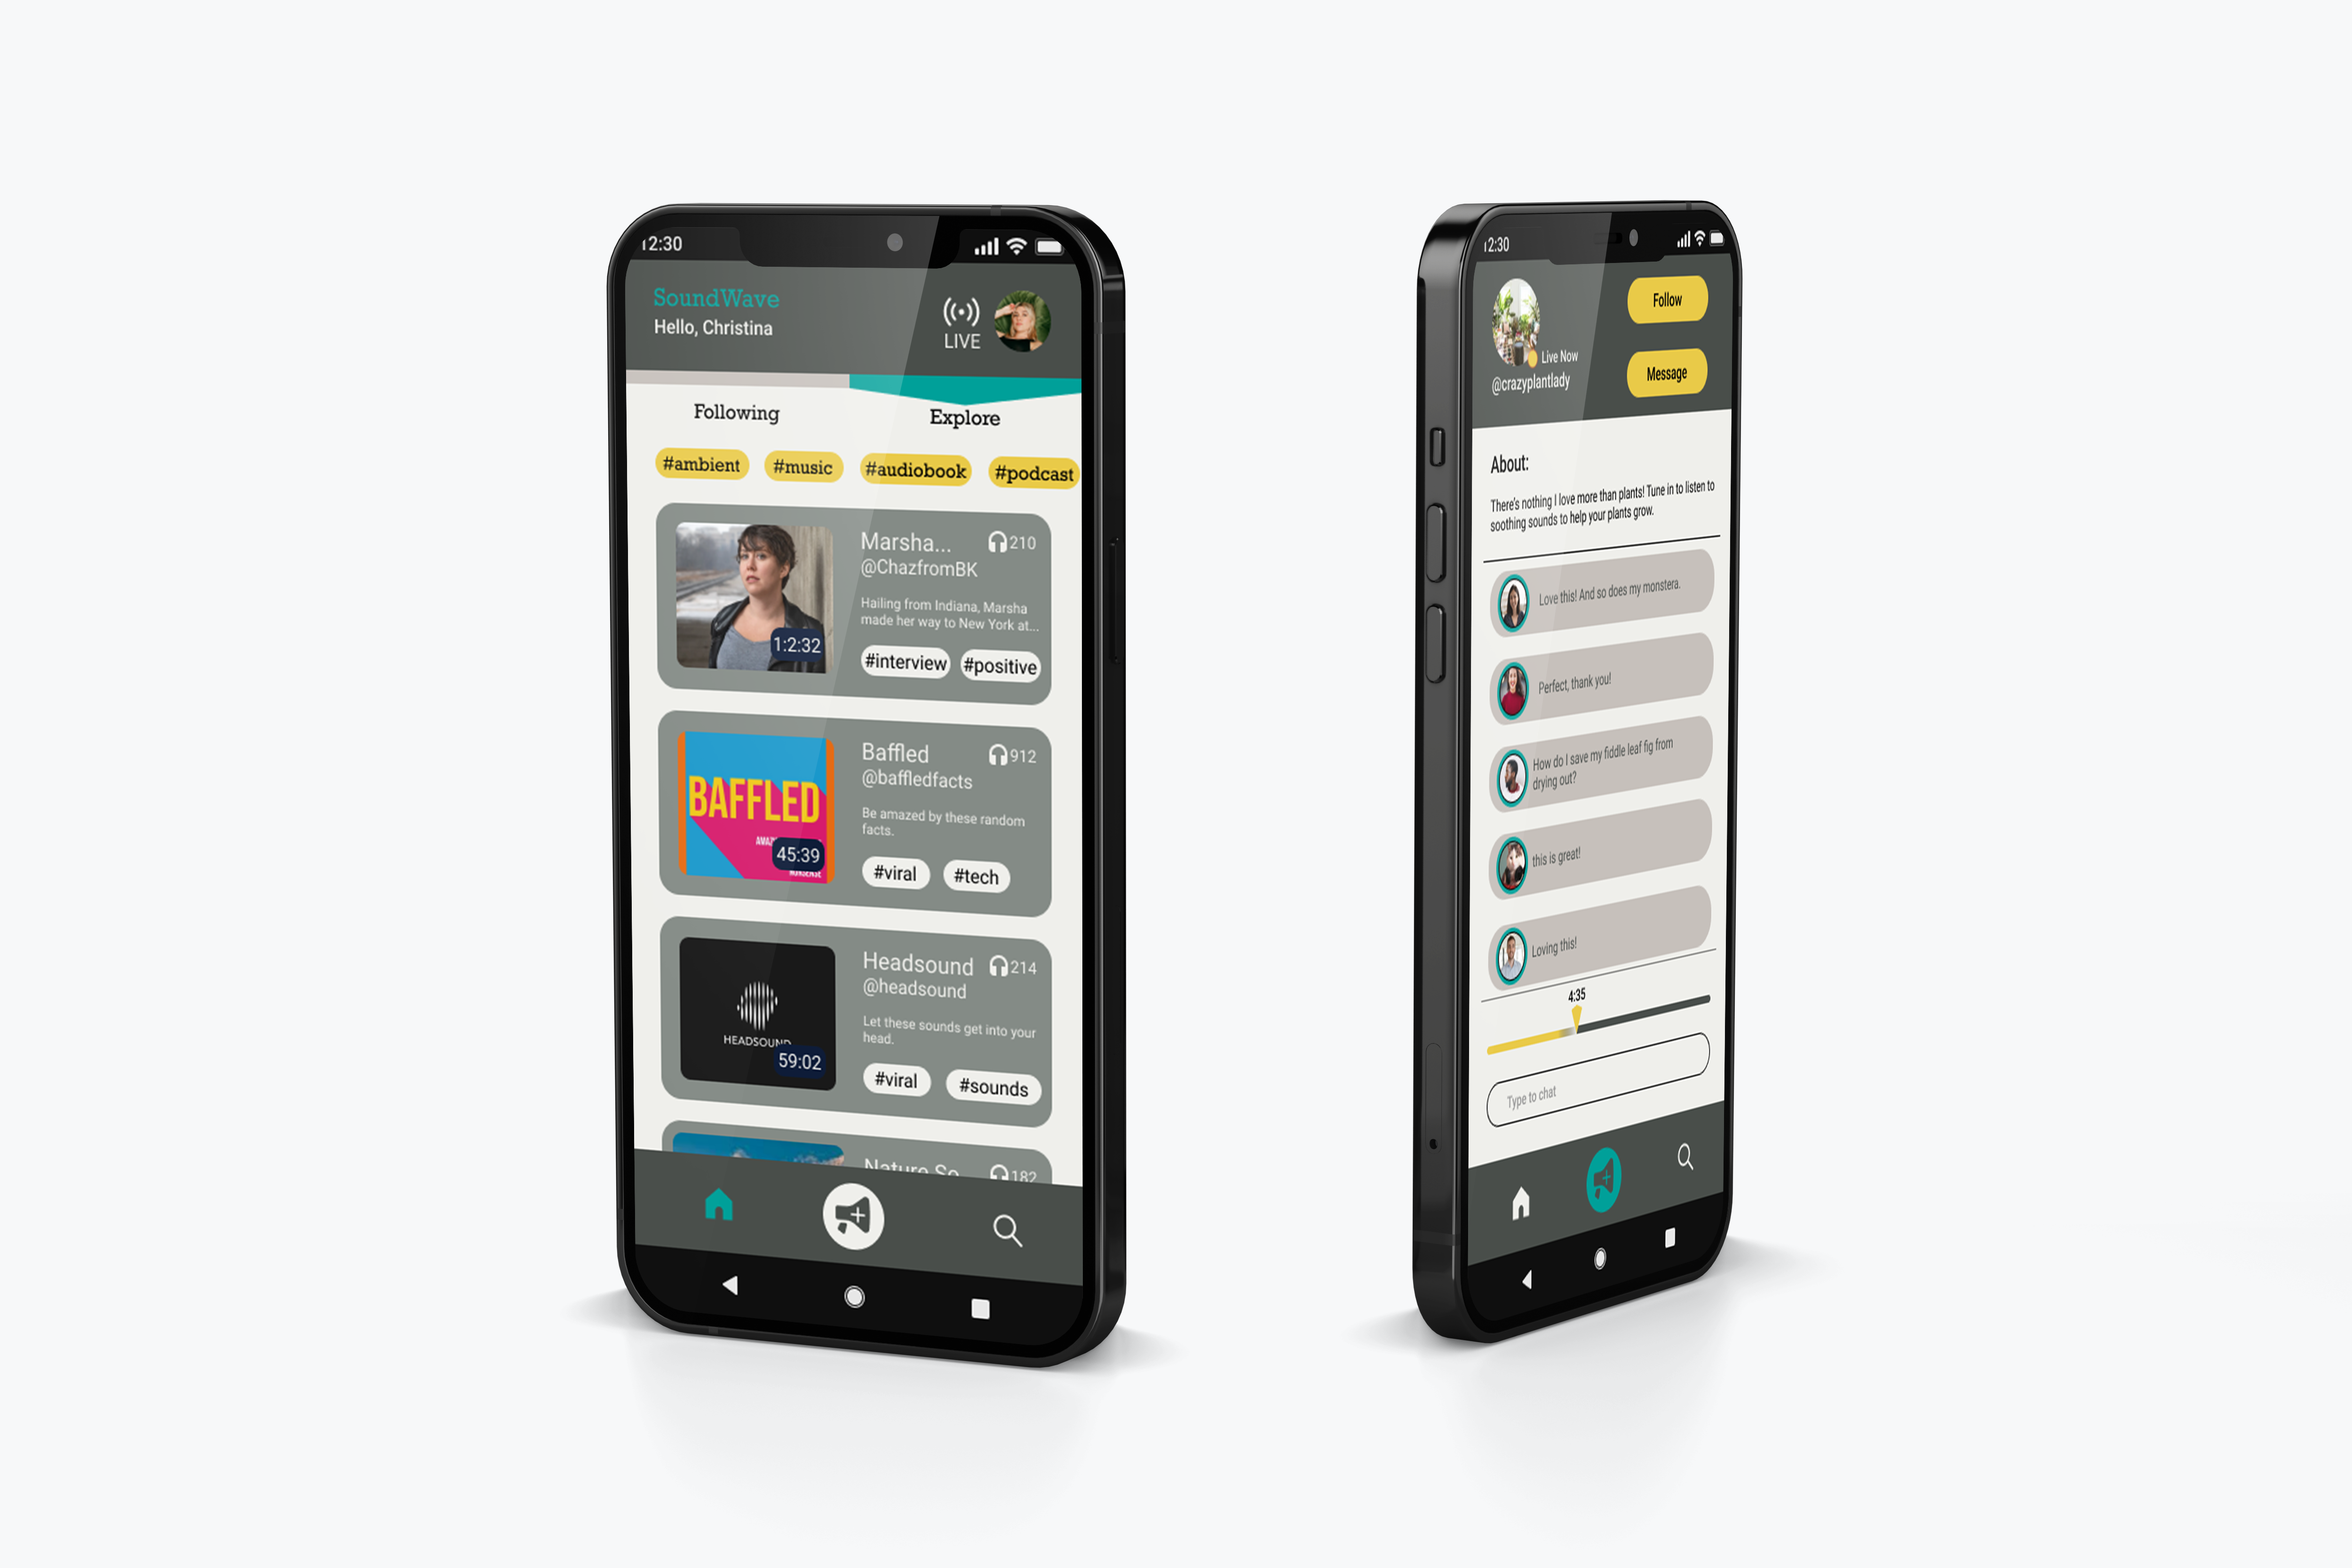 12:30
SoundWave
Hello, Christina
LIVE
Following
Explore
#ambient
#music
#audiobook
#podcast
Marsha...
210
@ChazfromBK
Hailing from Indiana, Marsha
made her way to New York at...
1:2:32
#interview
#positive
Baffled
912
@baffledfacts
BAFFLED
Be amazed by these random
facts.
45:39
NONSENSE
#viral
#tech
Headsound
214
@headsound
Let these sounds get into your
head.
HEADSOUND
59:02
#viral
#sounds
Nature So...
182
12:30
Follow
Live Now
@crazyplantlady
Message
About:
There's nothing I love more than plants! Tune in to listen to
soothing sounds to help your plants grow.
Love this! And so does my monstera.
Perfect, thank you!
How do I save my fiddle leaf fig from
drying out?
this is great!
Loving this!
4:35
Type to chat